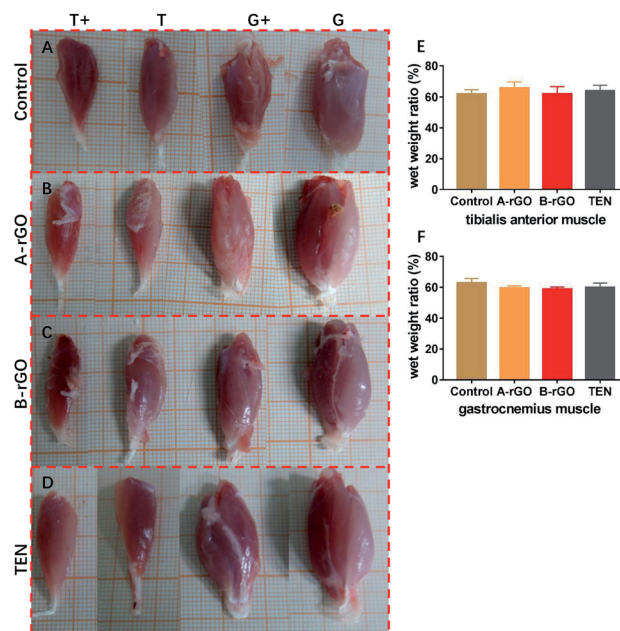 T+ T G+ G
A
Control
B
A-rGO
C
B-rGO
D
TEN
E
wet weight ratio (%)
80
60
40
20
0
Control A-rGO B-rGO TEN
tibialis anterior muscle
F
wet weight ratio (%)
80
60
40
20
0
Control A-rGO B-rGO TEN
gastrocnemius muscle